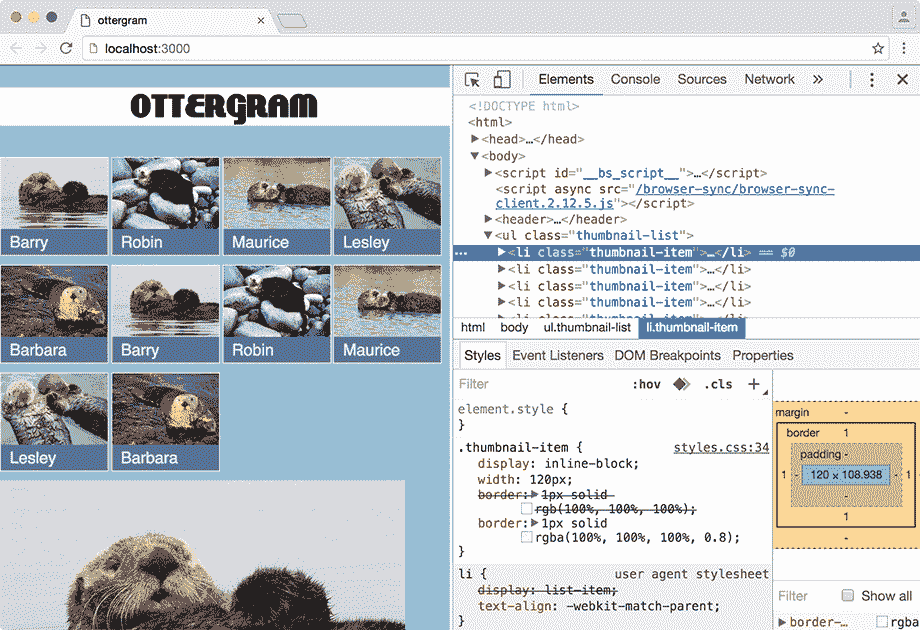 ottergram
localhost:3000
OTTERGRAM
Barry Robin Maurice Lesley
Barbara Barry Robin Maurice
Lesley Barbara
Elements Console Sources Network »
<!DOCTYPE html>
<html>
▶<head>…</head>
▼<body>
▶<script id="__bs_script__">…</script>
<script async src="/browser-sync/browser-sync-
client.2.12.5.js"></script>
▶<header>…</header>
▼<ul class="thumbnail-list">
… ▶<li class="thumbnail-item">…</li> == $0
▶<li class="thumbnail-item">…</li>
▶<li class="thumbnail-item">…</li>
▶<li class="thumbnail-item">…</li>
html body ul.thumbnail-list li.thumbnail-item
Styles Event Listeners DOM Breakpoints Properties
Filter :hov .cls +
element.style {
}
.thumbnail-item { styles.css:34
display: inline-block;
width: 120px;
border:▶1px solid
rgb(100%, 100%, 100%);
border:▶1px solid
rgba(100%, 100%, 100%, 0.8);
}
li { user agent stylesheet
display: list-item;
text-align: -webkit-match-parent;
}
margin -
border 1
padding -
1 - 120 x 108.938 - 1
-
1
-
Filter Show all
▶border-… rgba